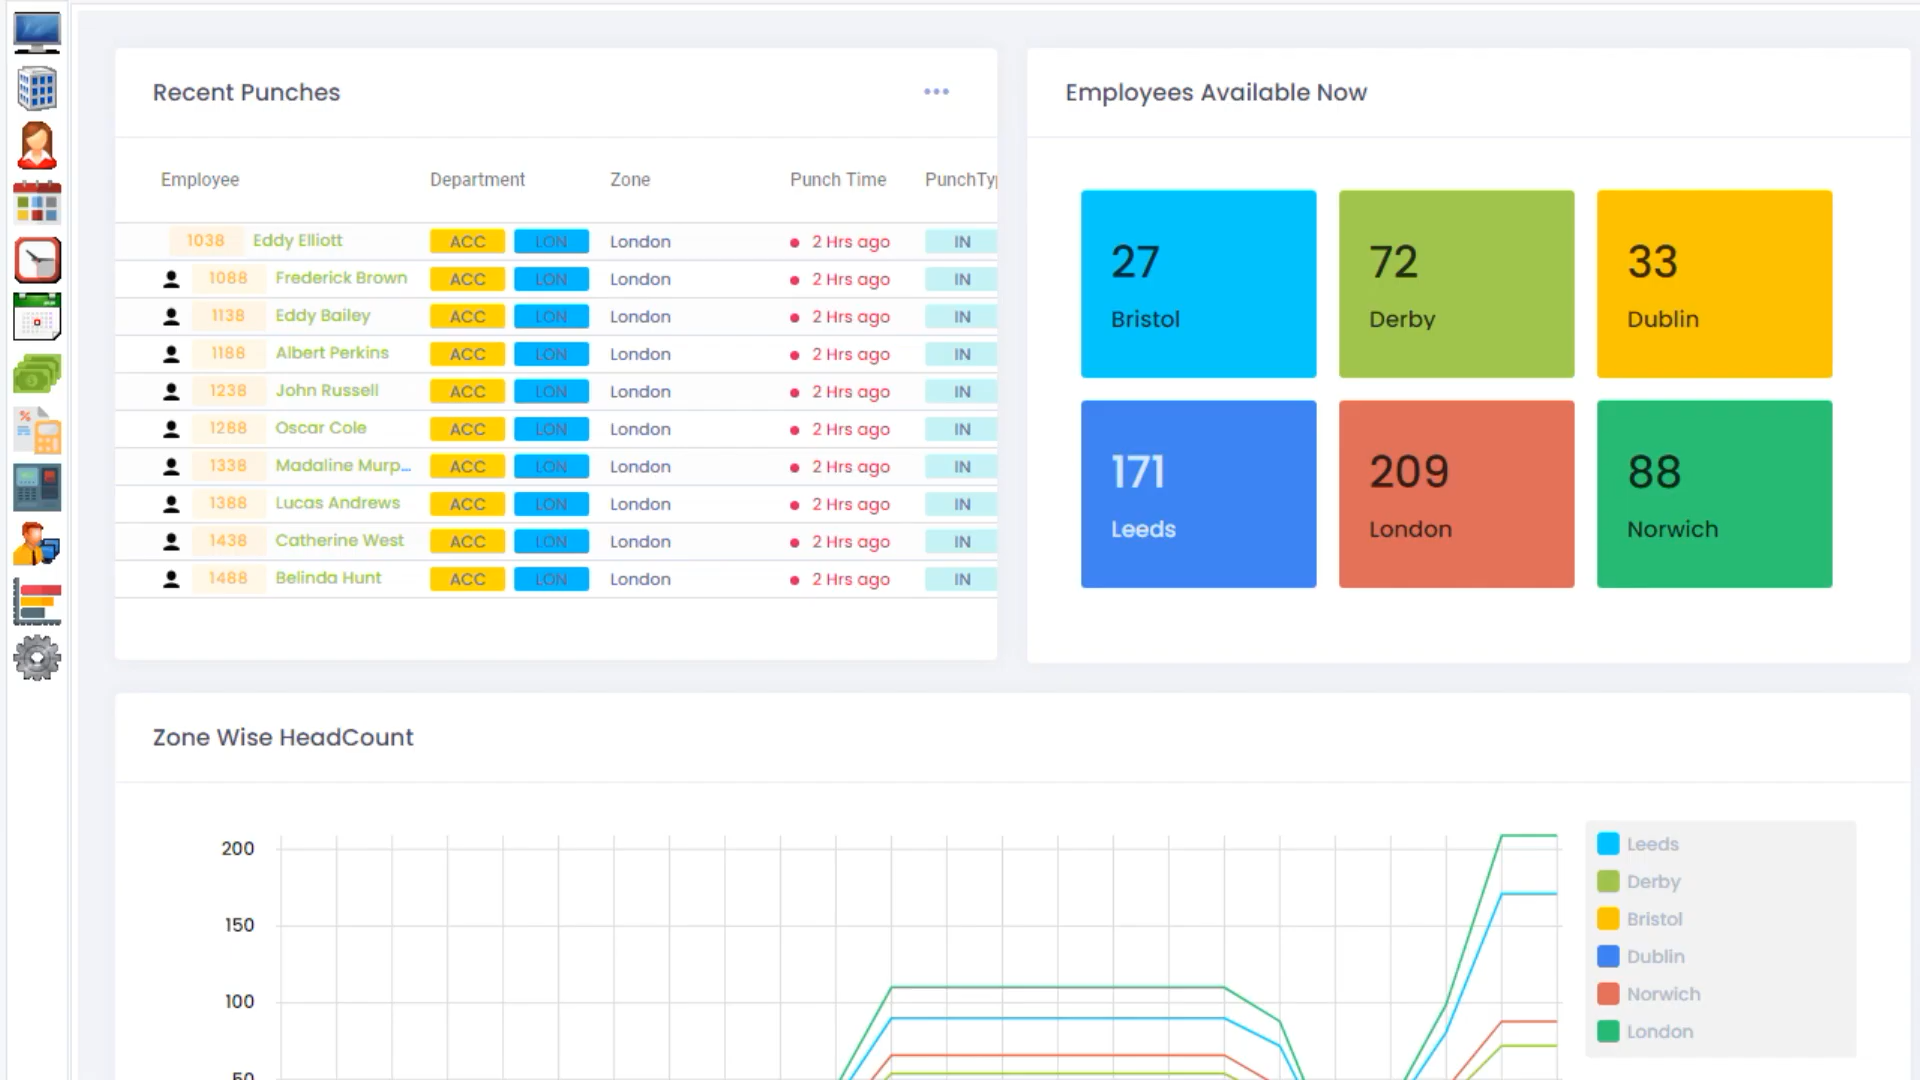 Recent Punches
•••
Employee Department Zone Punch Time PunchTy
1038 Eddy Elliott ACC LON London 2 Hrs ago IN
1088 Frederick Brown ACC LON London 2 Hrs ago IN
1138 Eddy Bailey ACC LON London 2 Hrs ago IN
1188 Albert Perkins ACC LON London 2 Hrs ago IN
1238 John Russell ACC LON London 2 Hrs ago IN
1288 Oscar Cole ACC LON London 2 Hrs ago IN
1338 Madaline Murp... ACC LON London 2 Hrs ago IN
1388 Lucas Andrews ACC LON London 2 Hrs ago IN
1438 Catherine West ACC LON London 2 Hrs ago IN
1488 Belinda Hunt ACC LON London 2 Hrs ago IN
Employees Available Now
27
Bristol
72
Derby
33
Dublin
171
Leeds
209
London
88
Norwich
Zone Wise HeadCount
200
150
100
50
Leeds
Derby
Bristol
Dublin
Norwich
London